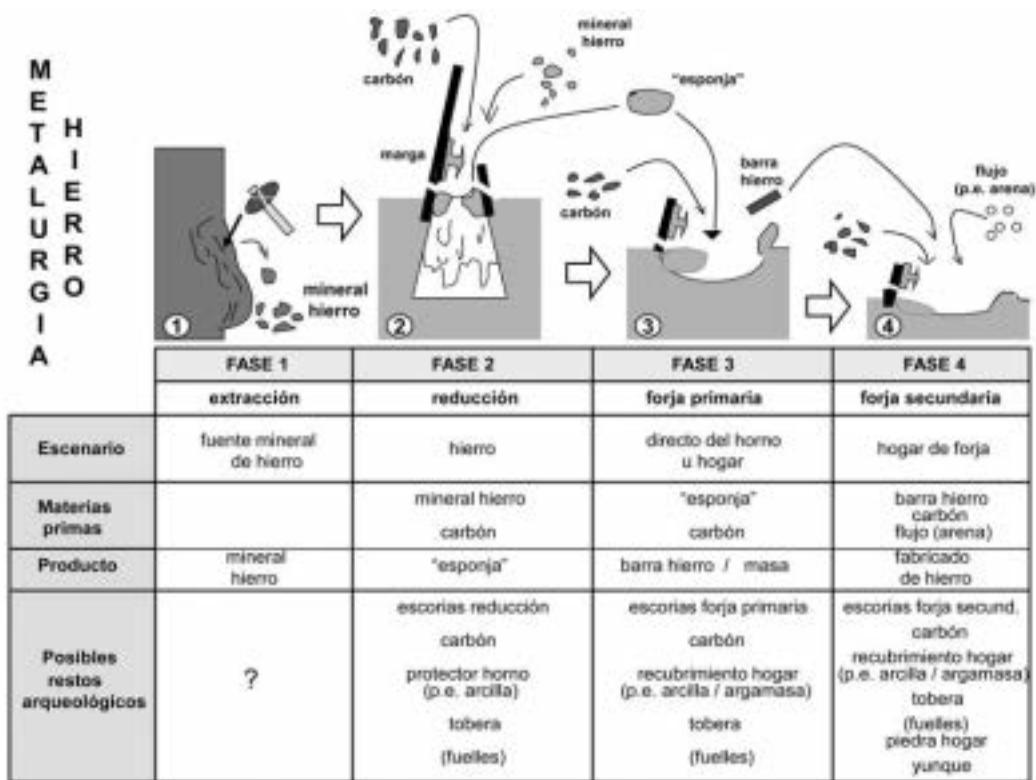 METALURGIA
HIERRO
carbón
mineral
hierro
"esponja"
marga
carbón
barra
hierro
flujo
(p.e. arena)
mineral
hierro
1
2
3
4
FASE 1
FASE 2
FASE 3
FASE 4
extracción
reducción
forja primaria
forja secundaria
Escenario
fuente mineral
de hierro
hierro
directo del horno
u hogar
hogar de forja
Materias
primas
mineral hierro
carbón
"esponja"
carbón
barra hierro
carbón
flujo (arena)
Producto
mineral
hierro
"esponja"
barra hierro / masa
fabricado
de hierro
Posibles
restos
arqueológicos
?
escorias reducción
carbón
protector horno
(p.e. arcilla)
tobera
(fuelles)
escorias forja primaria
carbón
recubrimiento hogar
(p.e. arcilla / argamasa)
tobera
(fuelles)
escorias forja secund.
carbón
recubrimiento hogar
(p.e. arcilla / argamasa)
tobera
(fuelles)
piedra hogar
yunque